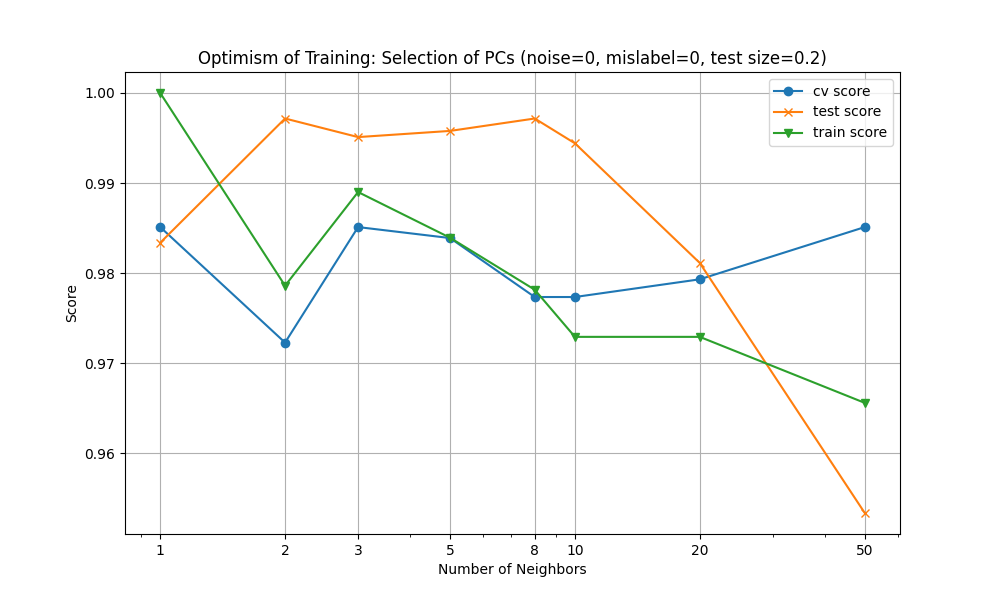 Optimism of Training: Selection of PCs (noise=0, mislabel=0, test size=0.2)
cv score
test score
train score
1.00
0.99
0.98
0.97
0.96
Score
1 2 3 5 8 10 20 50
Number of Neighbors